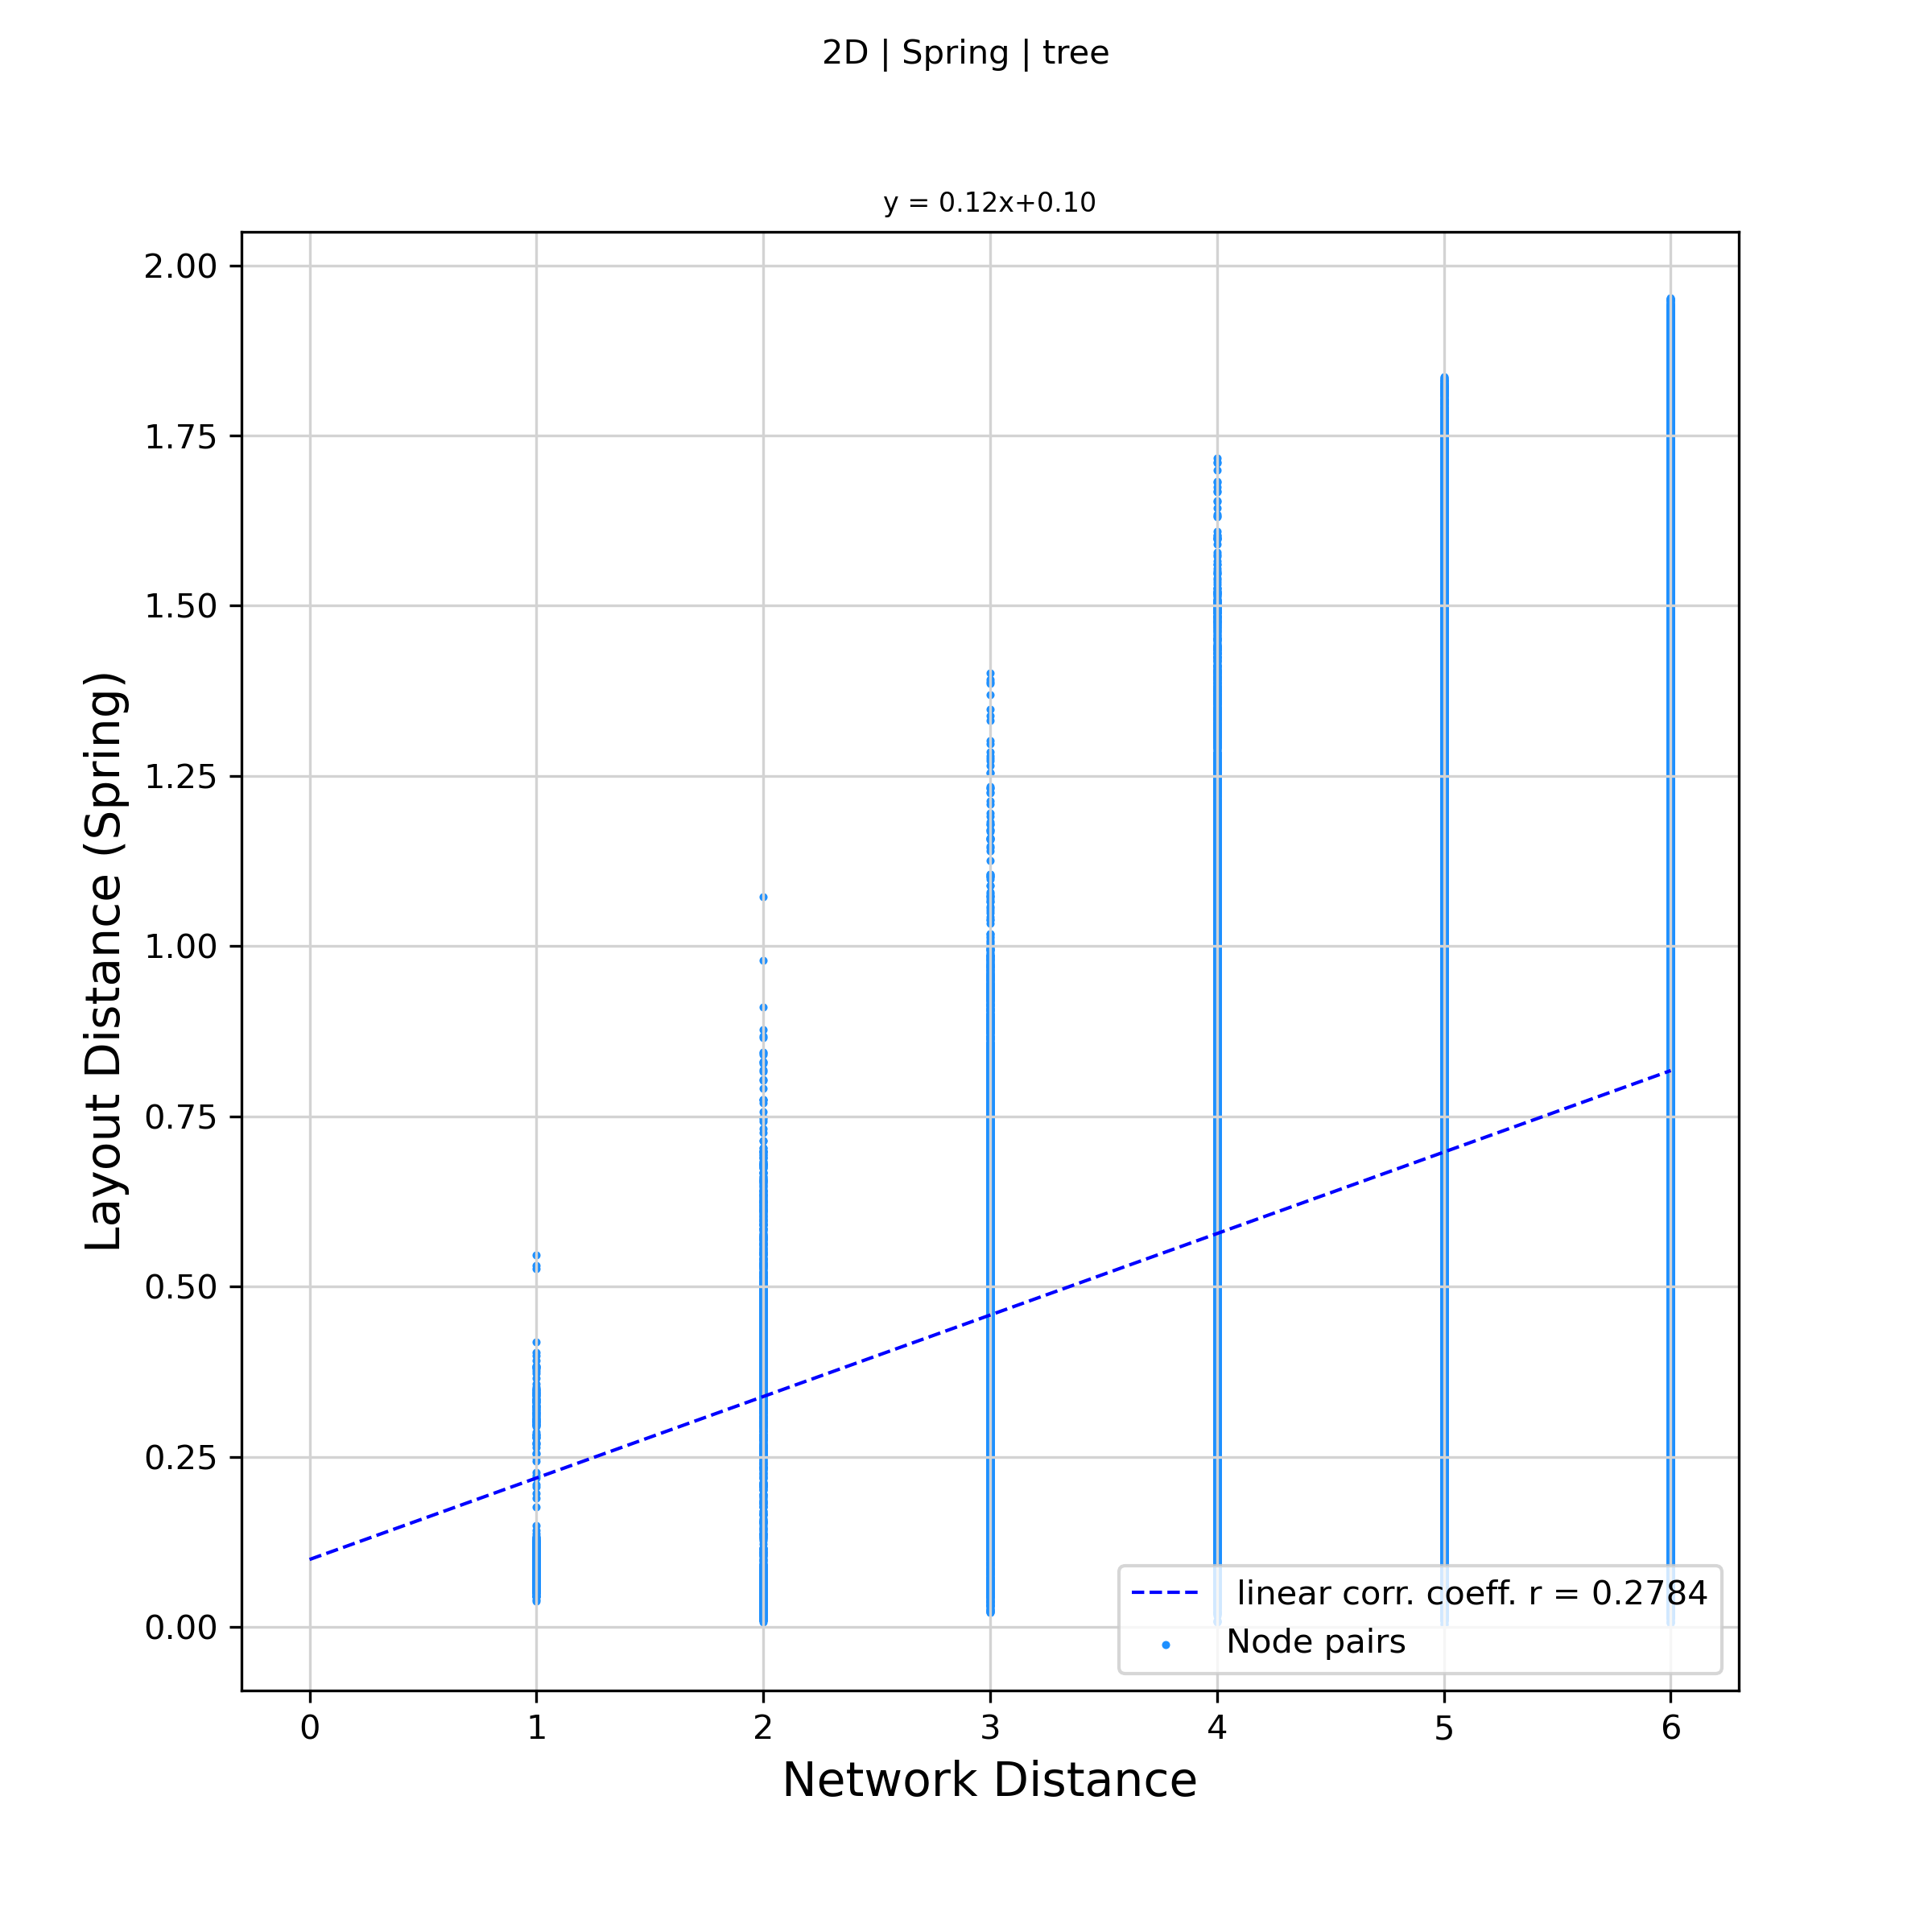 2D | Spring | tree
y = 0.12x+0.10
2.00
1.75
1.50
1.25
1.00
0.75
0.50
0.25
0.00
Layout Distance (Spring)
linear corr. coeff. r = 0.2784
Node pairs
0 1 2 3 4 5 6
Network Distance